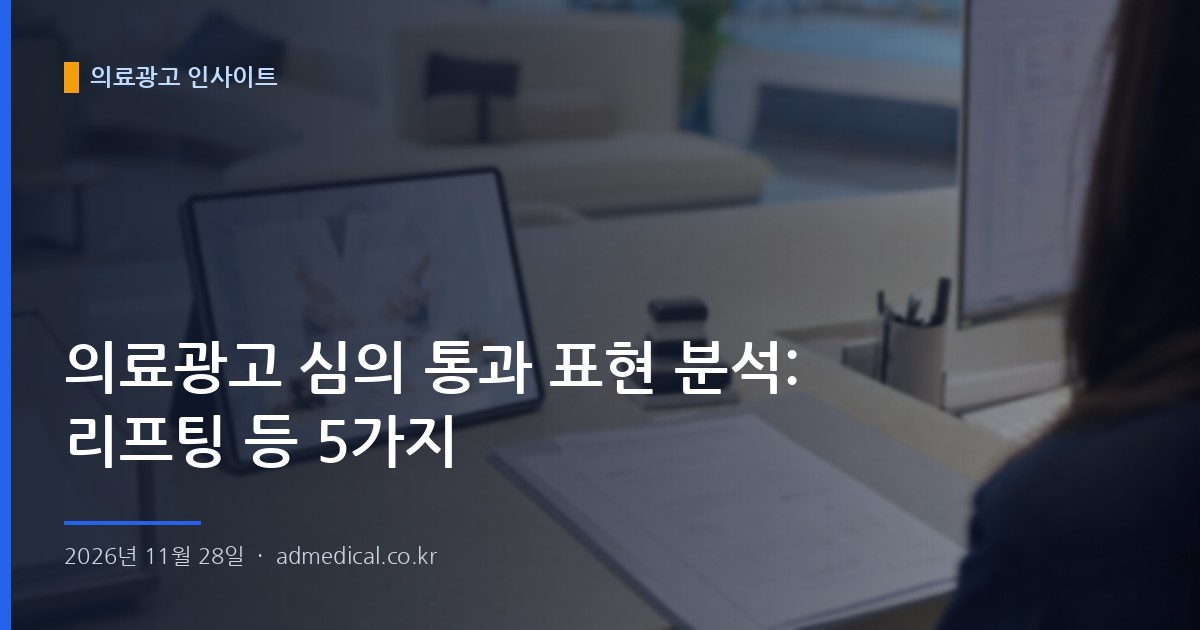 의료광고 인사이트
의료광고 심의 통과 표현 분석:
리프팅 등 5가지
2026년 11월 28일 · admedical.co.kr